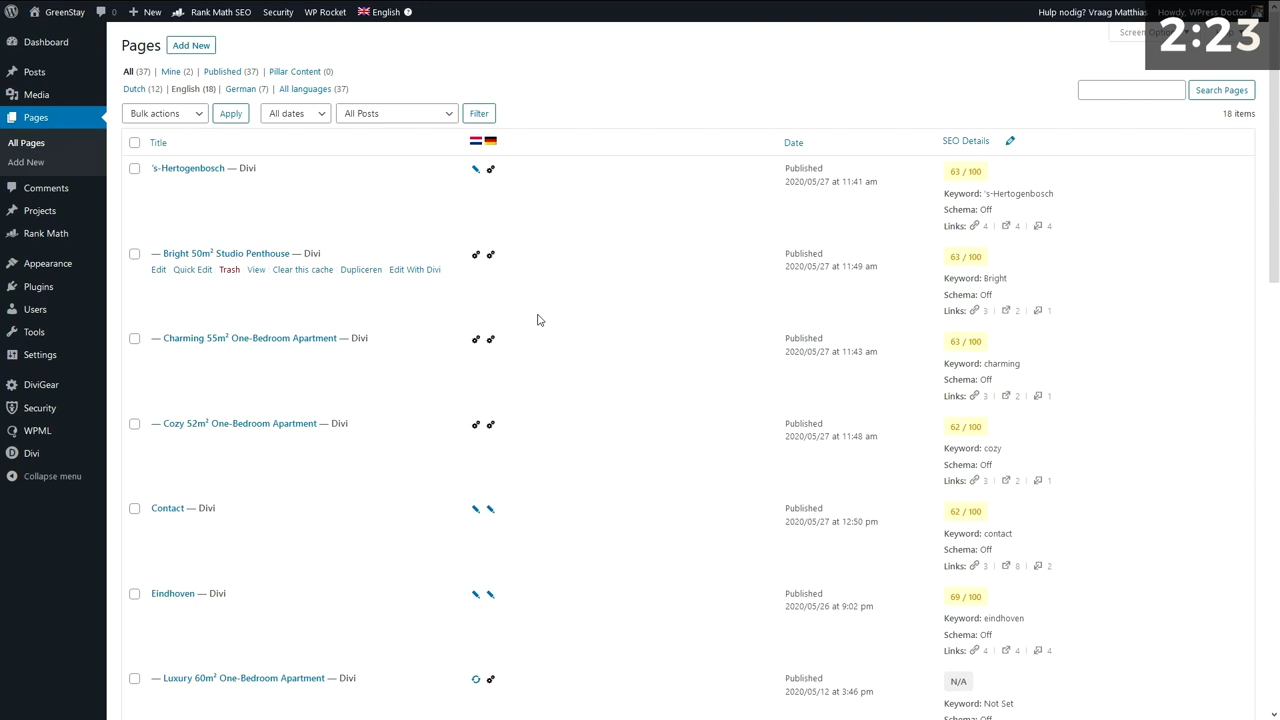 GreenStay 0 New Rank Math SEO Security WP Rocket English Hulp nodig? Vraag Matthias Howdy, WPress Doctor
2:23
Dashboard
Posts
Media
Pages
All Pages
Add New
Comments
Projects
Rank Math
Appearance
Plugins
Users
Tools
Settings
DiviGear
Security
WPML
Divi
Collapse menu
Pages Add New
All (37) | Mine (2) | Published (37) | Pillar Content (0)
Dutch (12) | English (18) | German (7) | All languages (37)
Search Pages
Bulk actions Apply All dates All Posts Filter
18 items
Title Date SEO Details
's-Hertogenbosch — Divi
Published
2020/05/27 at 11:41 am
63 / 100
Keyword: 's-Hertogenbosch
Schema: Off
Links: 4 | 4 | 4
— Bright 50m² Studio Penthouse — Divi
Edit Quick Edit Trash View Clear this cache Dupliceren Edit With Divi
Published
2020/05/27 at 11:49 am
63 / 100
Keyword: Bright
Schema: Off
Links: 3 | 2 | 1
— Charming 55m² One-Bedroom Apartment — Divi
Published
2020/05/27 at 11:43 am
63 / 100
Keyword: charming
Schema: Off
Links: 3 | 2 | 1
— Cozy 52m² One-Bedroom Apartment — Divi
Published
2020/05/27 at 11:48 am
62 / 100
Keyword: cozy
Schema: Off
Links: 3 | 2 | 1
Contact — Divi
Published
2020/05/27 at 12:50 pm
62 / 100
Keyword: contact
Schema: Off
Links: 3 | 8 | 2
Eindhoven — Divi
Published
2020/05/26 at 9:02 pm
69 / 100
Keyword: eindhoven
Schema: Off
Links: 4 | 4 | 4
— Luxury 60m² One-Bedroom Apartment — Divi
Published
2020/05/12 at 3:46 pm
N/A
Keyword: Not Set
Schema: Off